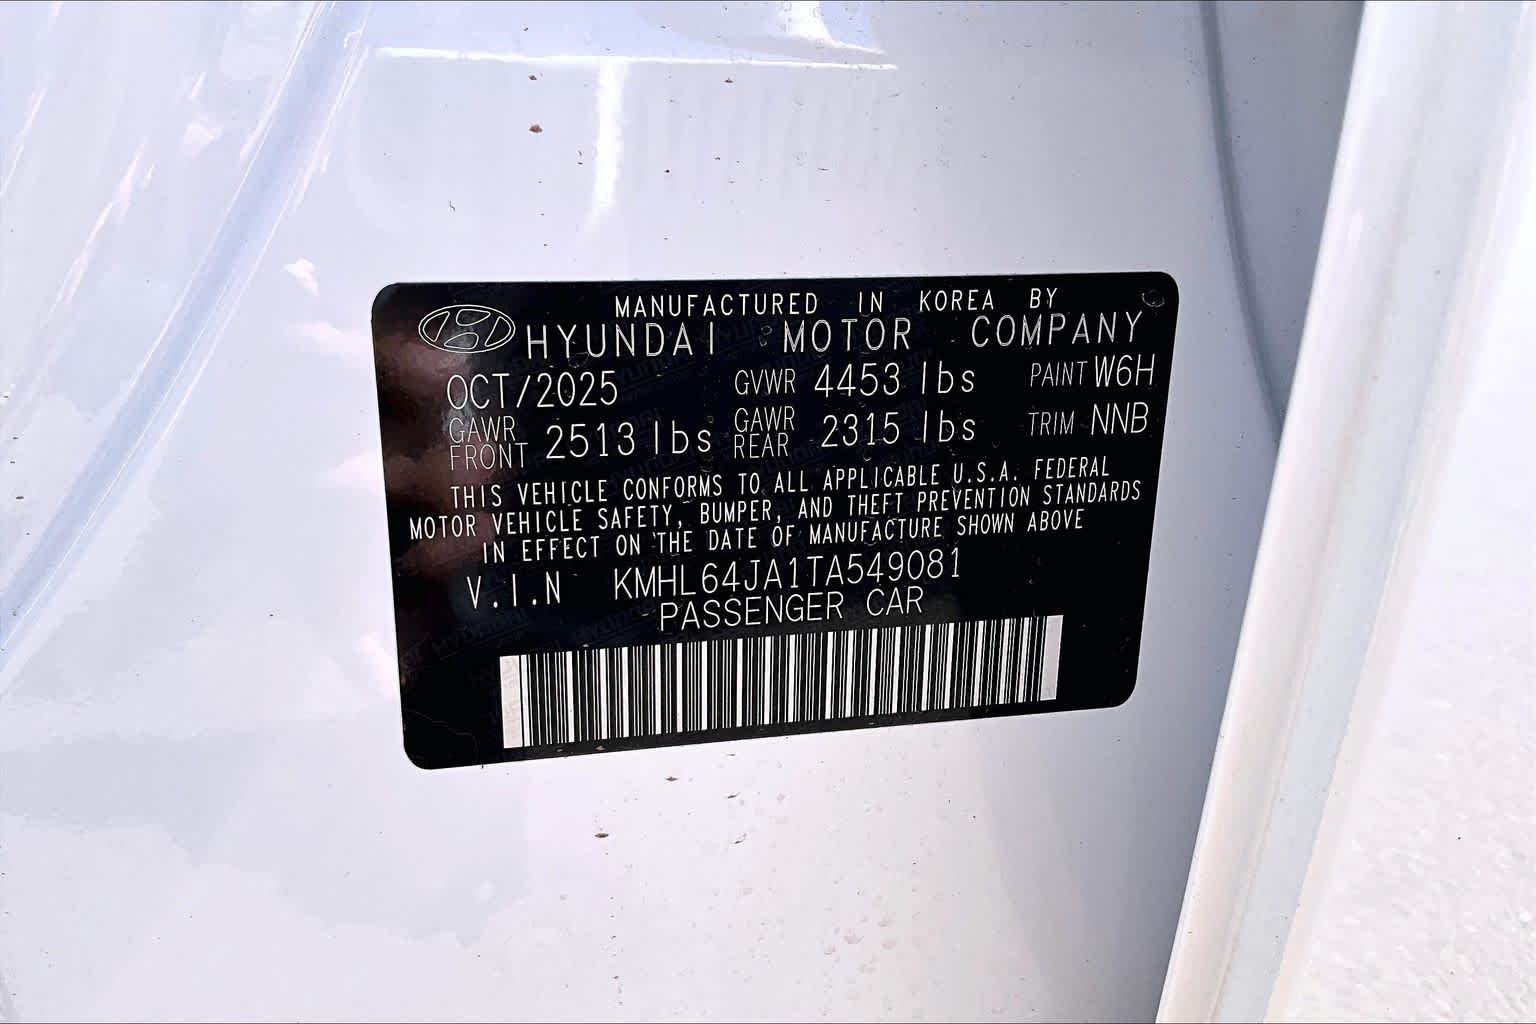 MANUFACTURED IN KOREA BY
HYUNDAI MOTOR COMPANY
OCT/2025 GVWR 4453 lbs PAINT W6H
GAWR FRONT 2513 lbs GAWR REAR 2315 lbs TRIM NNB
THIS VEHICLE CONFORMS TO ALL APPLICABLE U.S.A. FEDERAL
MOTOR VEHICLE SAFETY, BUMPER, AND THEFT PREVENTION STANDARDS
IN EFFECT ON THE DATE OF MANUFACTURE SHOWN ABOVE
V.I.N KMHL64JA1TA549081
PASSENGER CAR